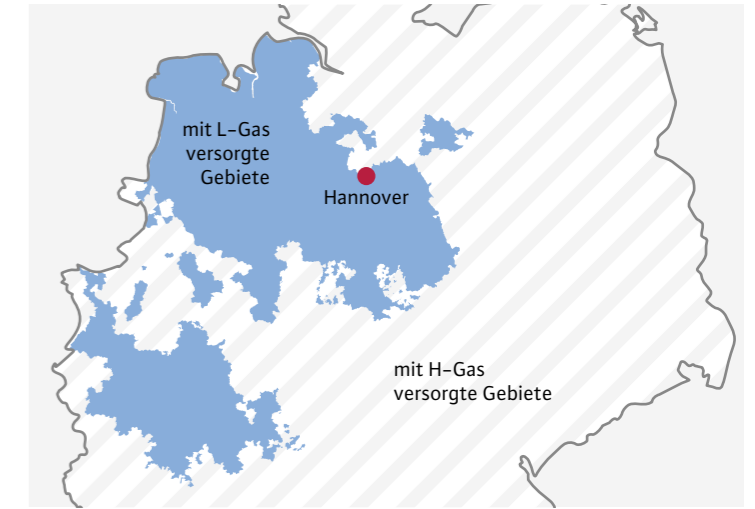 mit L-Gas
versorgte
Gebiete
Hannover
mit H-Gas
versorgte Gebiete